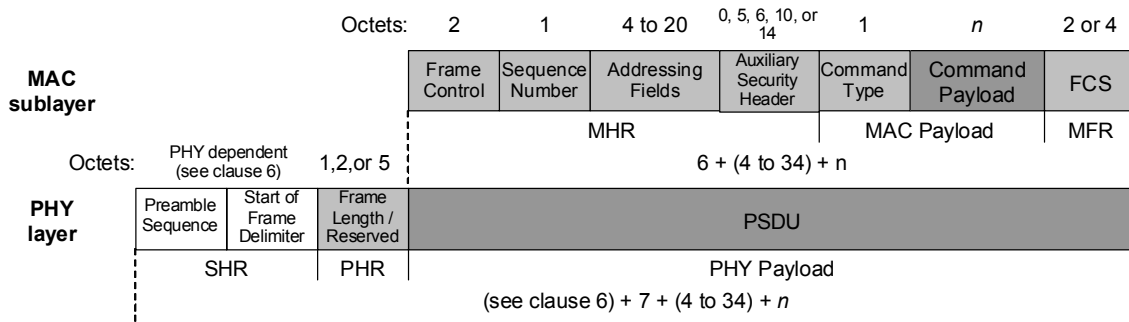 Octets: 2 1 4 to 20 0, 5, 6, 10, or 14 1 n 2 or 4
MAC sublayer
Frame Control
Sequence Number
Addressing Fields
Auxiliary Security Header
Command Type
Command Payload
FCS
MHR MAC Payload MFR
Octets: PHY dependent (see clause 6) 1,2,or 5 6 + (4 to 34) + n
PHY layer
Preamble Sequence
Start of Frame Delimiter
Frame Length / Reserved
PSDU
SHR PHR PHY Payload
(see clause 6) + 7 + (4 to 34) + n